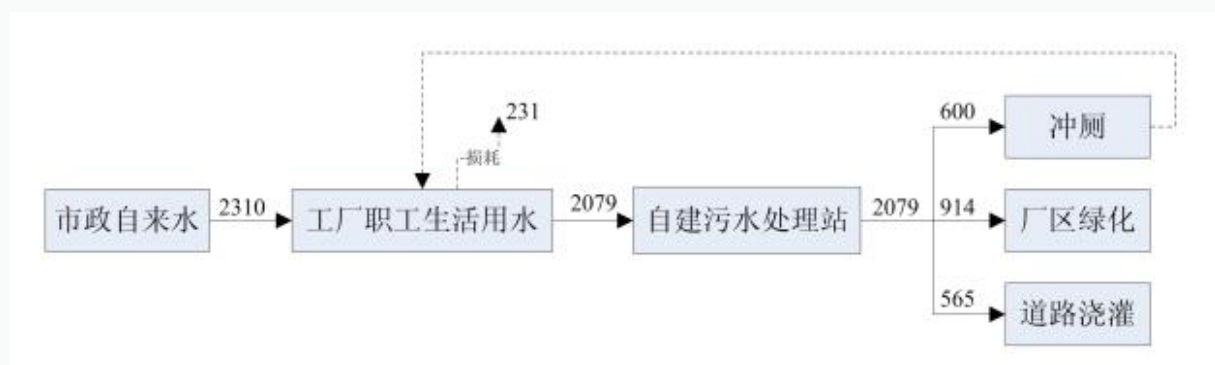 231
损耗
600
冲厕
市政自来水
2310
工厂职工生活用水
2079
自建污水处理站
2079
914
厂区绿化
565
道路浇灌